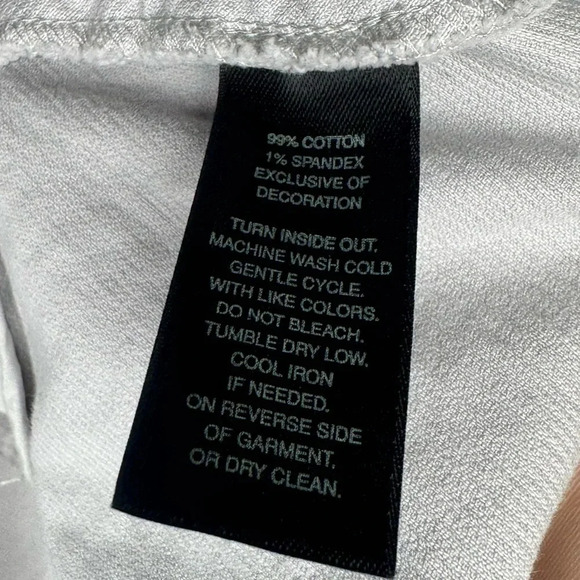 99% COTTON
1% SPANDEX
EXCLUSIVE OF
DECORATION
TURN INSIDE OUT.
MACHINE WASH COLD
GENTLE CYCLE.
WITH LIKE COLORS.
DO NOT BLEACH.
TUMBLE DRY LOW.
COOL IRON
IF NEEDED.
ON REVERSE SIDE
OF GARMENT.
OR DRY CLEAN.